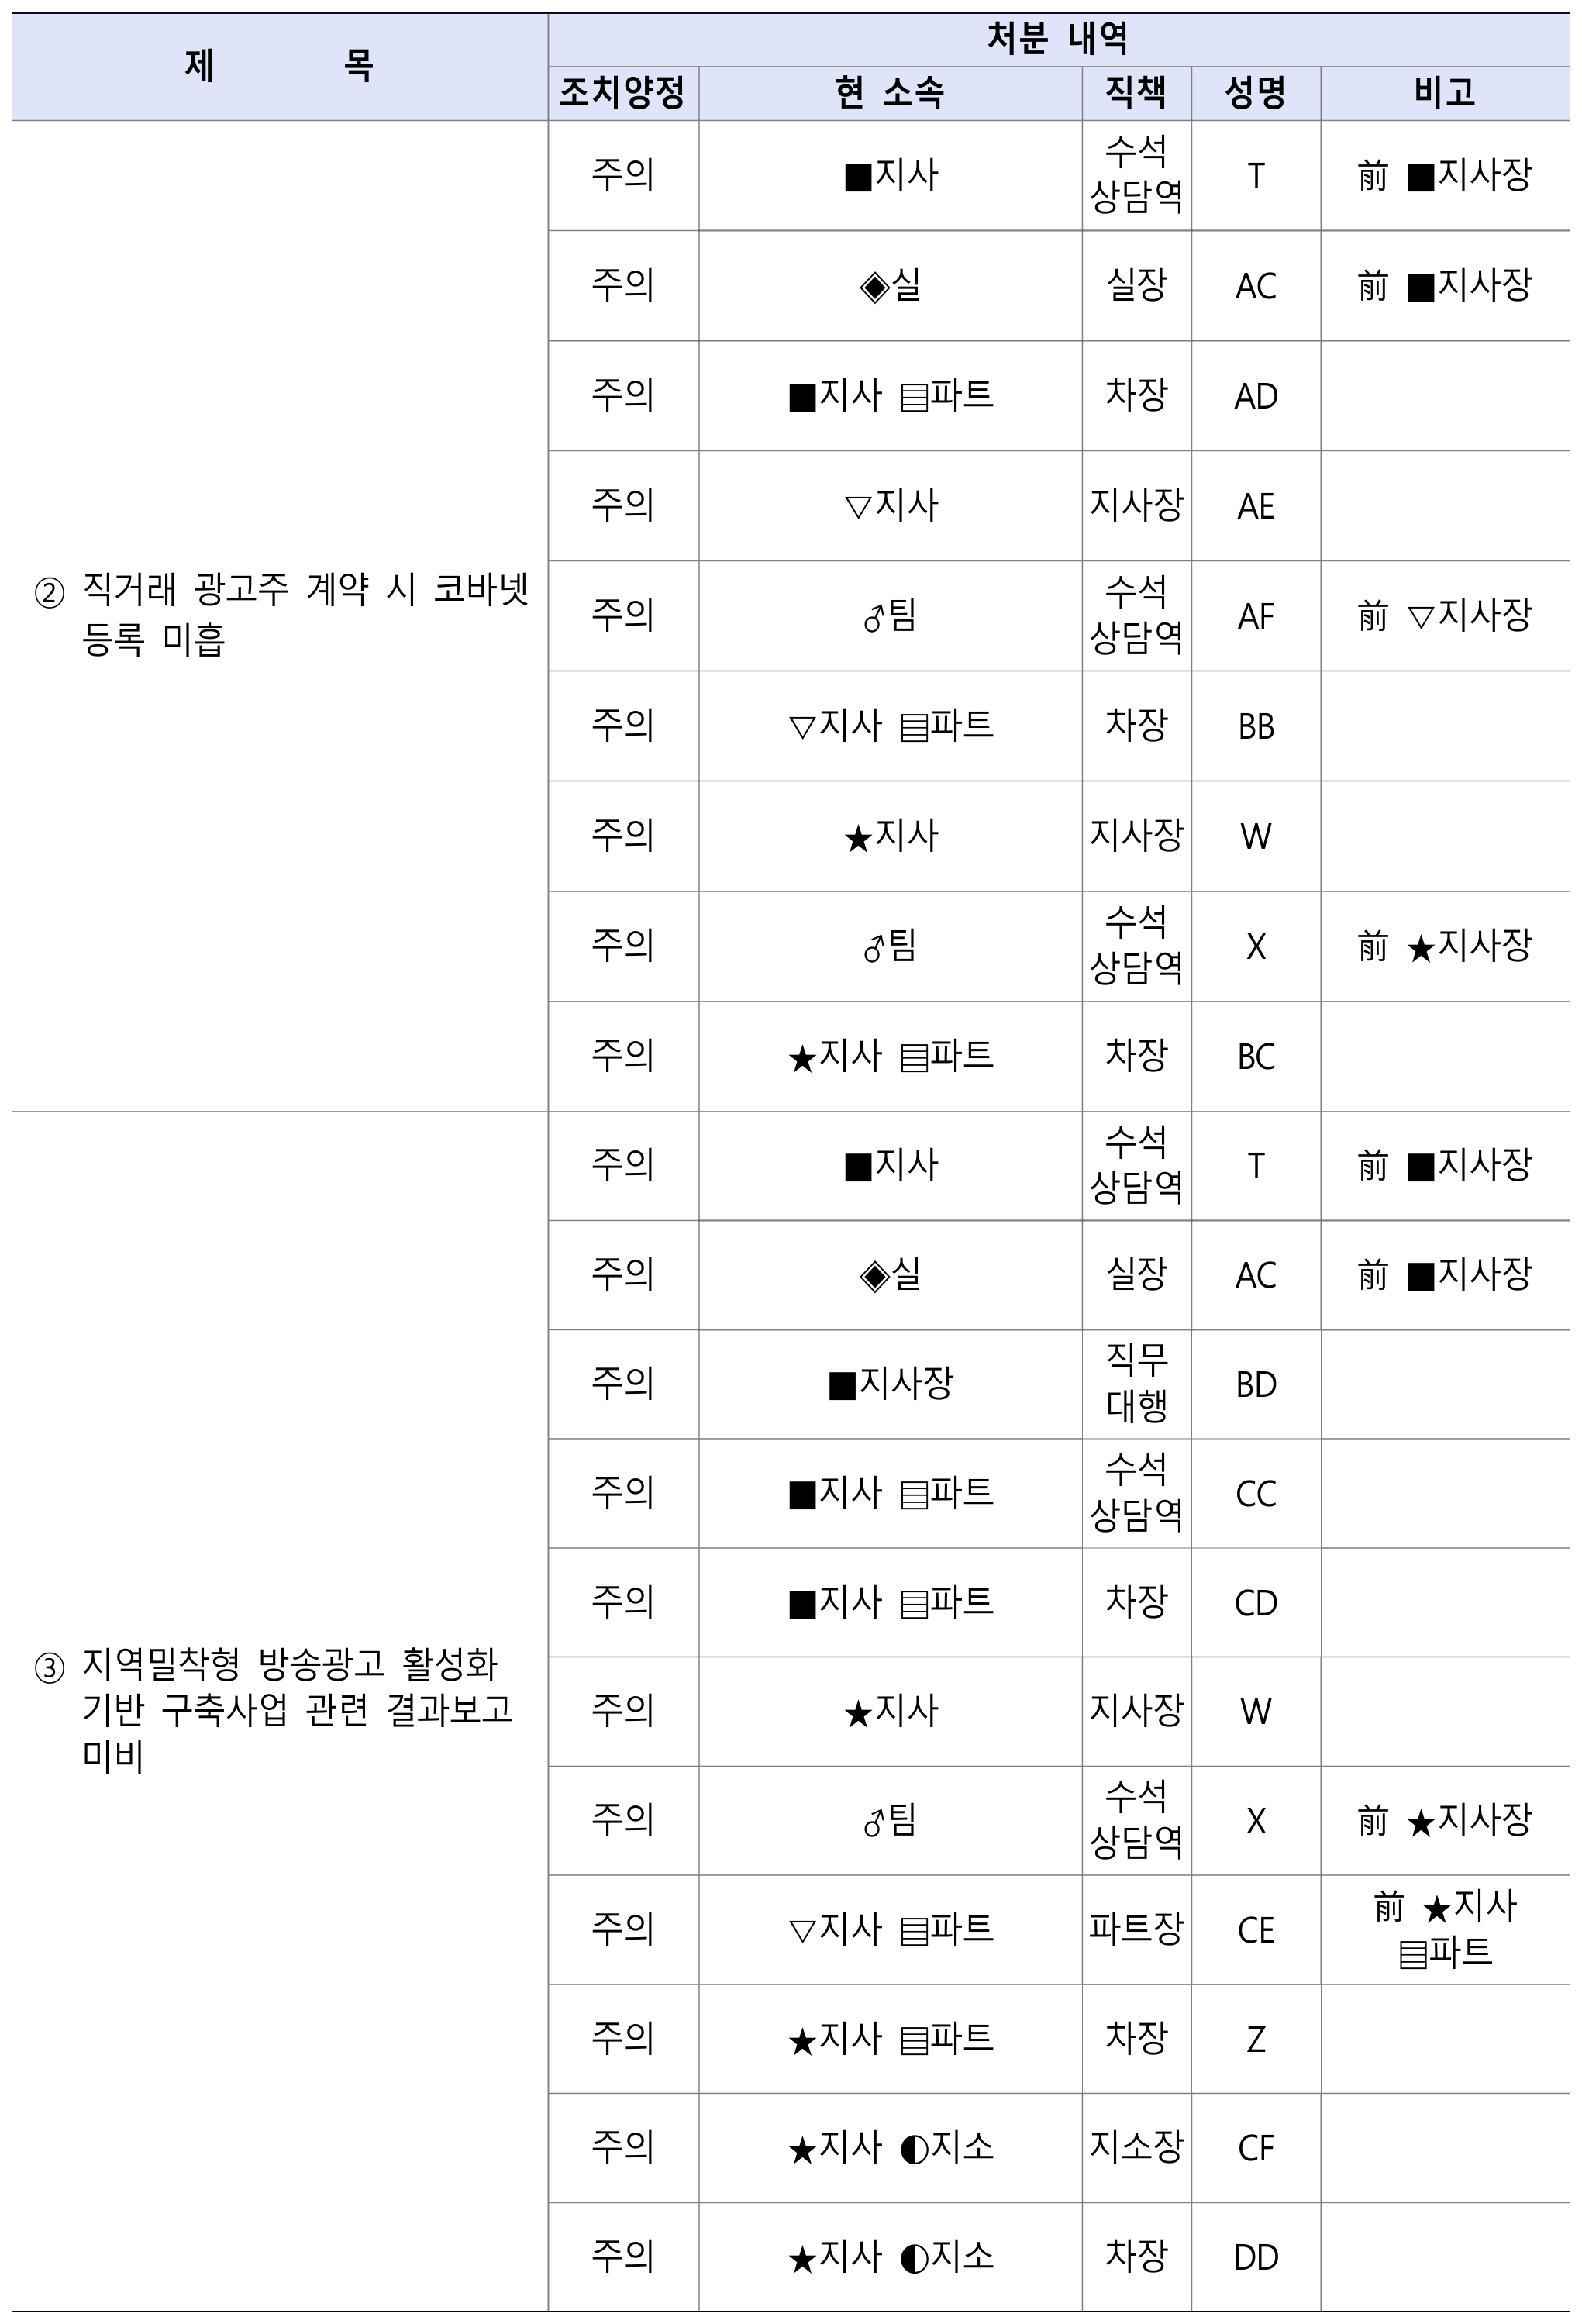 제 목
처분 내역
조치양정 현 소속 직책 성명 비고
② 직거래 광고주 계약 시 코바넷
등록 미흡
주의 ■지사 수석 상담역 T 前 ■지사장
주의 ◈실 실장 AC 前 ■지사장
주의 ■지사 ▤파트 차장 AD
주의 ▽지사 지사장 AE
주의 ♂팀 수석 상담역 AF 前 ▽지사장
주의 ▽지사 ▤파트 차장 BB
주의 ★지사 지사장 W
주의 ♂팀 수석 상담역 X 前 ★지사장
주의 ★지사 ▤파트 차장 BC
③ 지역밀착형 방송광고 활성화
기반 구축사업 관련 결과보고
미비
주의 ■지사 수석 상담역 T 前 ■지사장
주의 ◈실 실장 AC 前 ■지사장
주의 ■지사장 직무 대행 BD
주의 ■지사 ▤파트 수석 상담역 CC
주의 ■지사 ▤파트 차장 CD
주의 ★지사 지사장 W
주의 ♂팀 수석 상담역 X 前 ★지사장
주의 ▽지사 ▤파트 파트장 CE 前 ★지사 ▤파트
주의 ★지사 ▤파트 차장 Z
주의 ★지사 ◐지소 지소장 CF
주의 ★지사 ◐지소 차장 DD